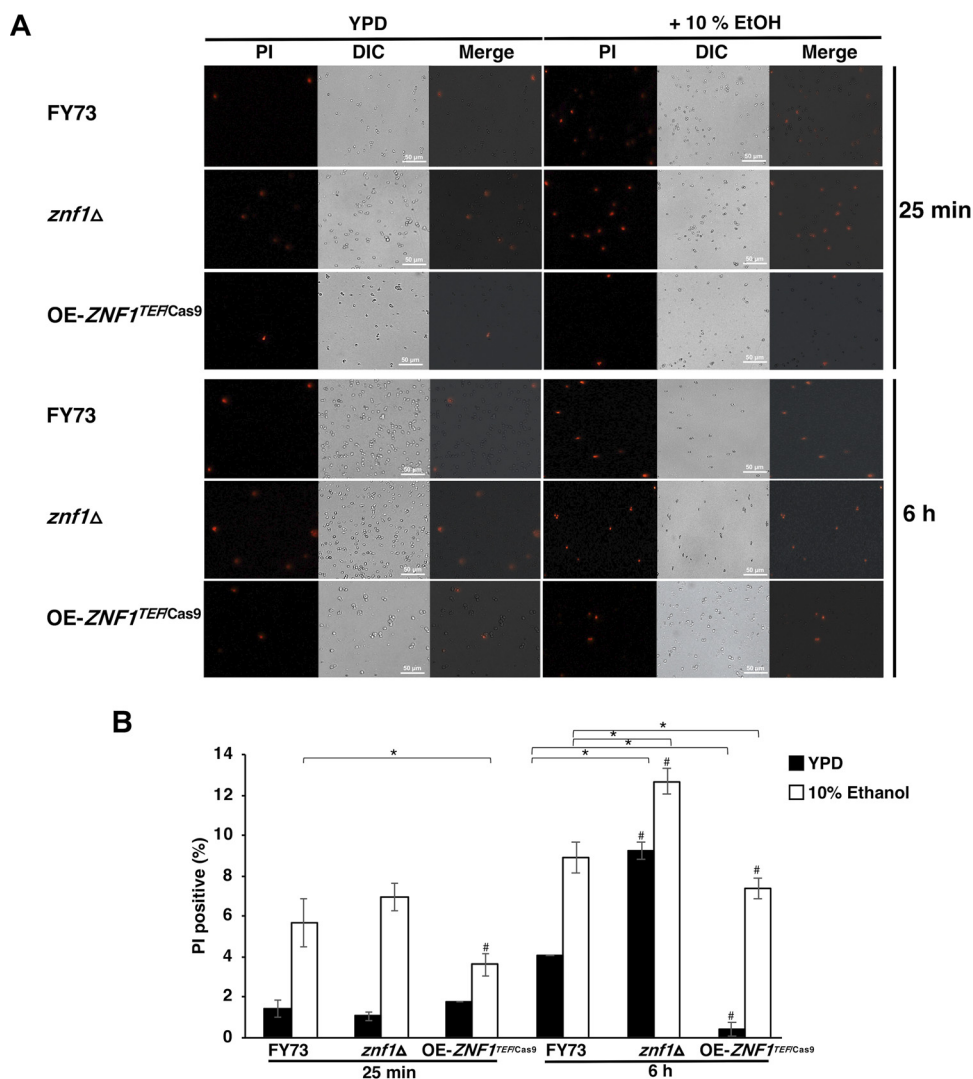 A
YPD + 10 % EtOH
PI DIC Merge PI DIC Merge
FY73 50 μm 50 μm
znf1Δ 50 μm 50 μm 25 min
OE-ZNF1TEF/Cas9 50 μm 50 μm
FY73 50 μm 50 μm
znf1Δ 50 μm 50 μm 6 h
OE-ZNF1TEF/Cas9 50 μm 50 μm
B
* * * * *
# # # # #
YPD
10% Ethanol
PI positive (%)
14
12
10
8
6
4
2
0
FY73 znf1Δ OE-ZNF1TEF/Cas9 FY73 znf1Δ OE-ZNF1TEF/Cas9
25 min 6 h